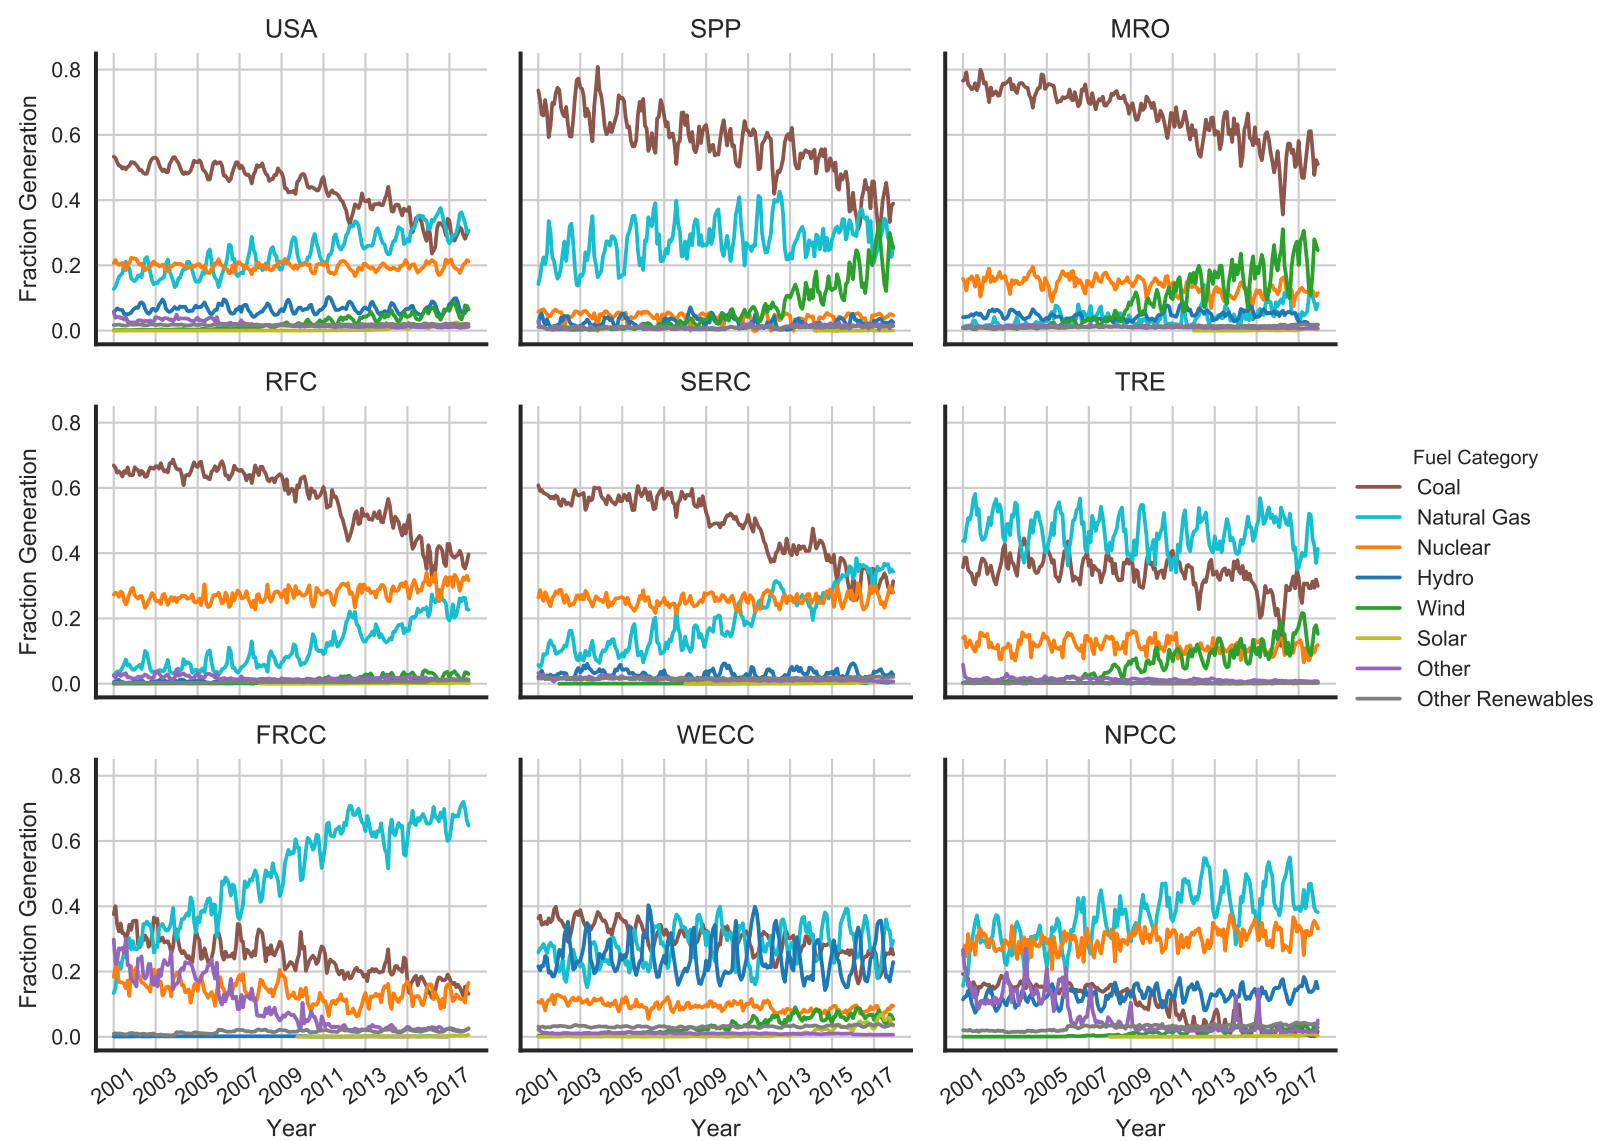 USA
SPP
MRO
Fraction Generation
0.8
0.6
0.4
0.2
0.0
RFC
SERC
TRE
Fraction Generation
0.8
0.6
0.4
0.2
0.0
Fuel Category
Coal
Natural Gas
Nuclear
Hydro
Wind
Solar
Other
Other Renewables
FRCC
WECC
NPCC
Fraction Generation
0.8
0.6
0.4
0.2
0.0
2001 2003 2005 2007 2009 2011 2013 2015 2017
2001 2003 2005 2007 2009 2011 2013 2015 2017
2001 2003 2005 2007 2009 2011 2013 2015 2017
Year
Year
Year